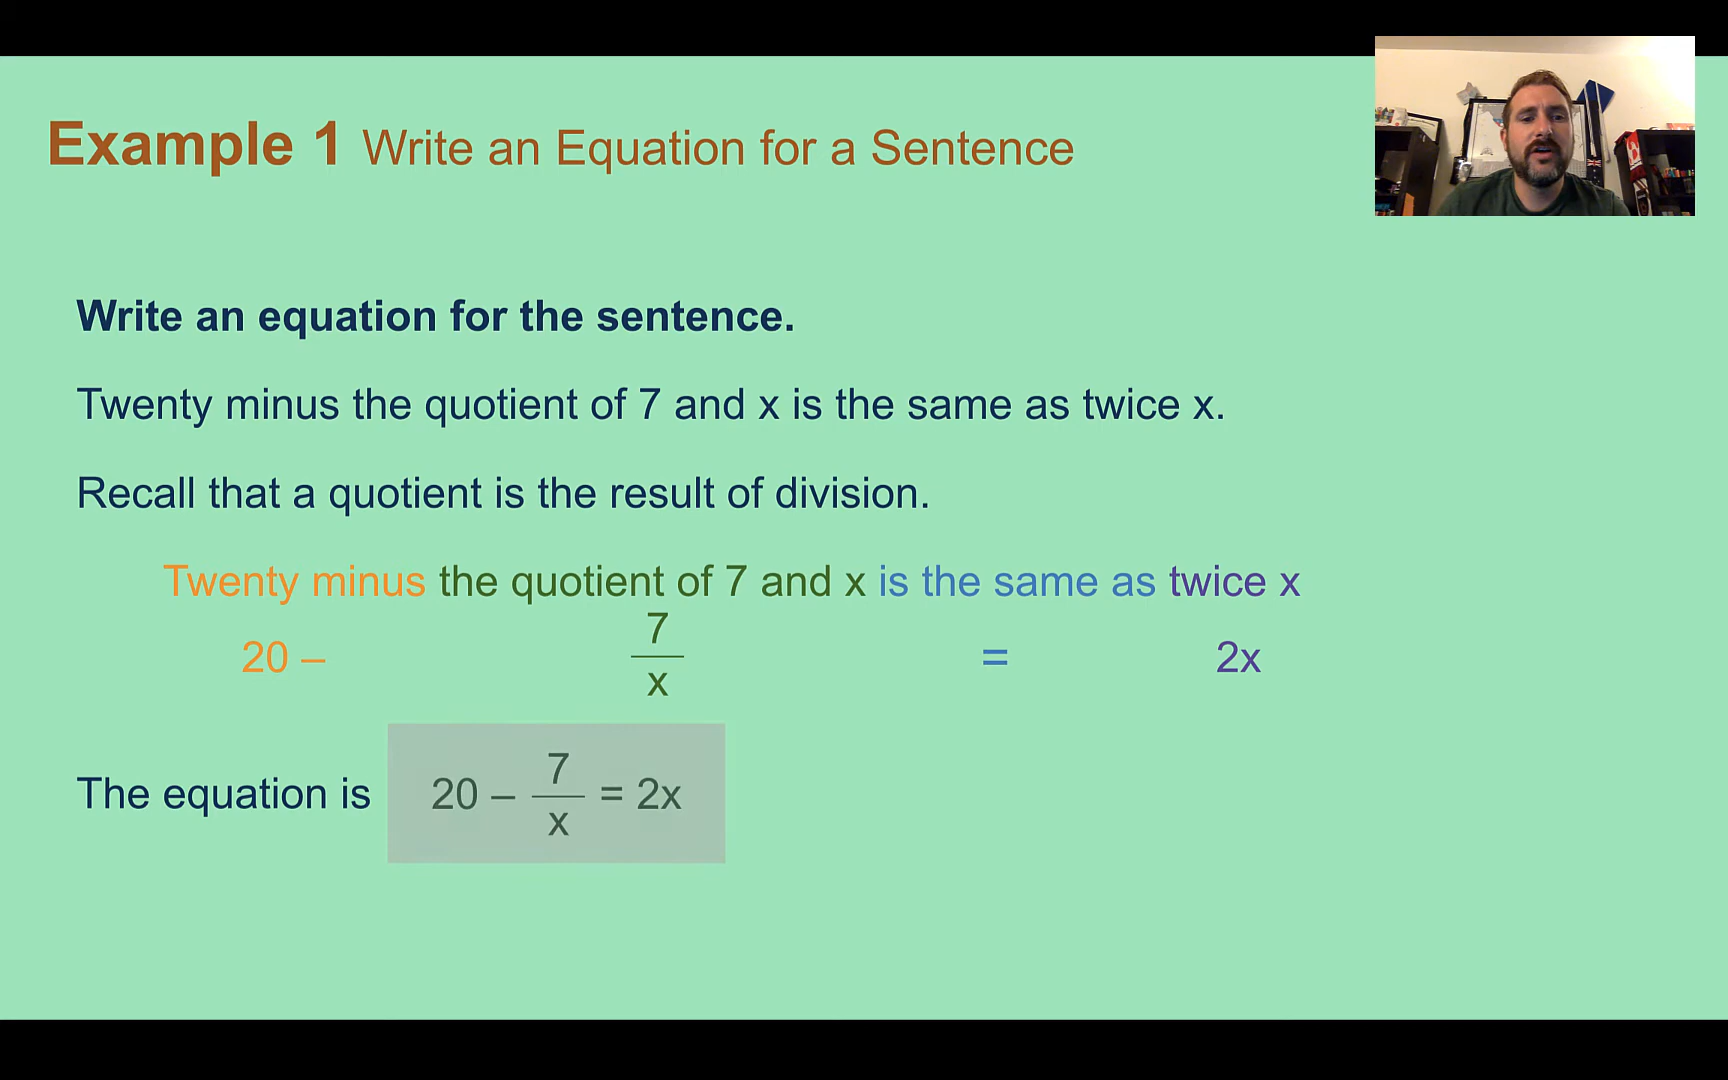 Example 1 Write an Equation for a Sentence
Write an equation for the sentence.
Twenty minus the quotient of 7 and x is the same as twice x.
Recall that a quotient is the result of division.
Twenty minus the quotient of 7 and x is the same as twice x
20 – 7/x = 2x
The equation is 20 – 7/x = 2x